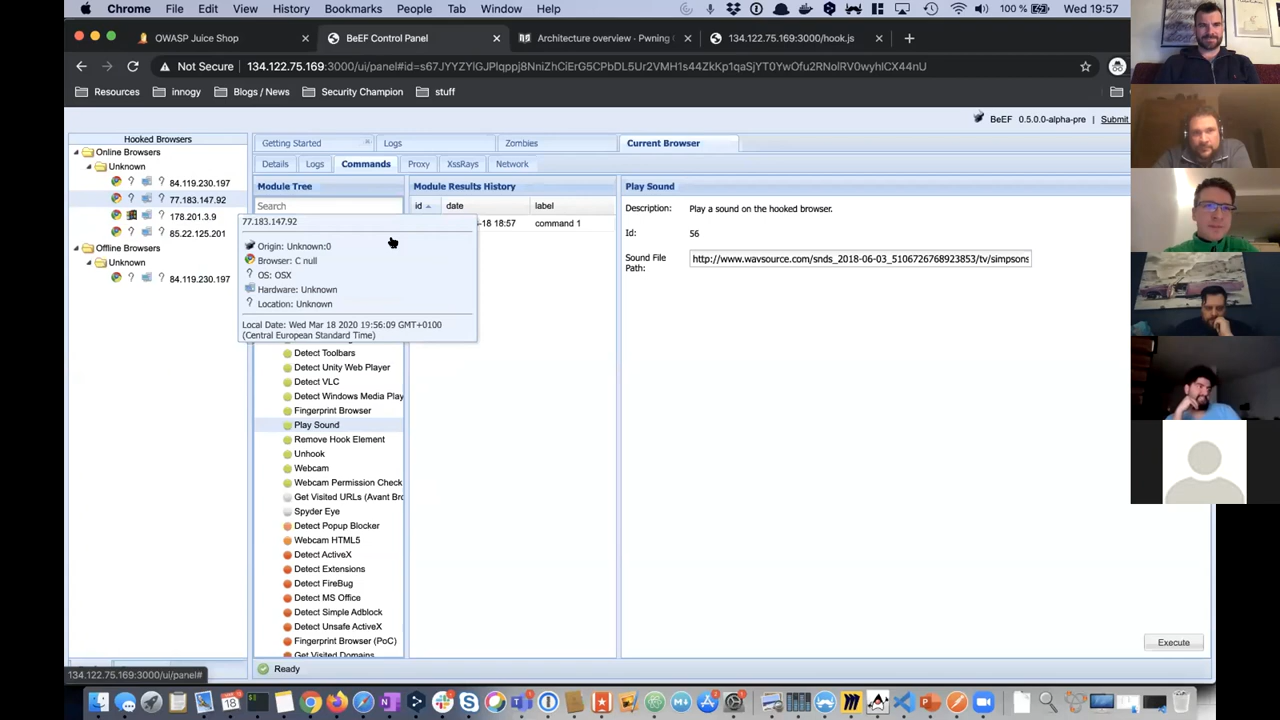 Chrome File Edit View History Bookmarks People Tab Window Help 100 % Wed 19:57
OWASP Juice Shop × BeEF Control Panel × Architecture overview - Pwning × 134.122.75.169:3000/hook.js × +
Not Secure 134.122.75.169:3000/ui/panel#id=s67JYYZYlGJPlqppj8NniZhCiErG5CPbDL5Ur2VMH1s44ZkKp1qaSjYT0YwOfu2RNolRV0wyhlCX44nU
Resources innogy Blogs / News Security Champion stuff
BeEF 0.5.0.0-alpha-pre | Submit
Hooked Browsers
Online Browsers
Unknown
84.119.230.197
77.183.147.92
178.201.3.9
85.22.125.201
Offline Browsers
Unknown
84.119.230.197
Getting Started Logs Zombies Current Browser
Details Logs Commands Proxy XssRays Network
Module Tree
Search
77.183.147.92
Origin: Unknown:0
Browser: C null
OS: OSX
Hardware: Unknown
Location: Unknown
Local Date: Wed Mar 18 2020 19:56:09 GMT+0100
(Central European Standard Time)
Detect Toolbars
Detect Unity Web Player
Detect VLC
Detect Windows Media Play
Fingerprint Browser
Play Sound
Remove Hook Element
Unhook
Webcam
Webcam Permission Check
Get Visited URLs (Avant Bro
Spyder Eye
Detect Popup Blocker
Webcam HTML5
Detect ActiveX
Detect Extensions
Detect FireBug
Detect MS Office
Detect Simple Adblock
Detect Unsafe ActiveX
Fingerprint Browser (PoC)
Get Visited Domains
Module Results History
id date label
-18 18:57 command 1
Play Sound
Description: Play a sound on the hooked browser.
Id: 56
Sound File Path: http://www.wavsource.com/snds_2018-06-03_5106726768923853/tv/simpsons
Execute
Ready
134.122.75.169:3000/ui/panel#